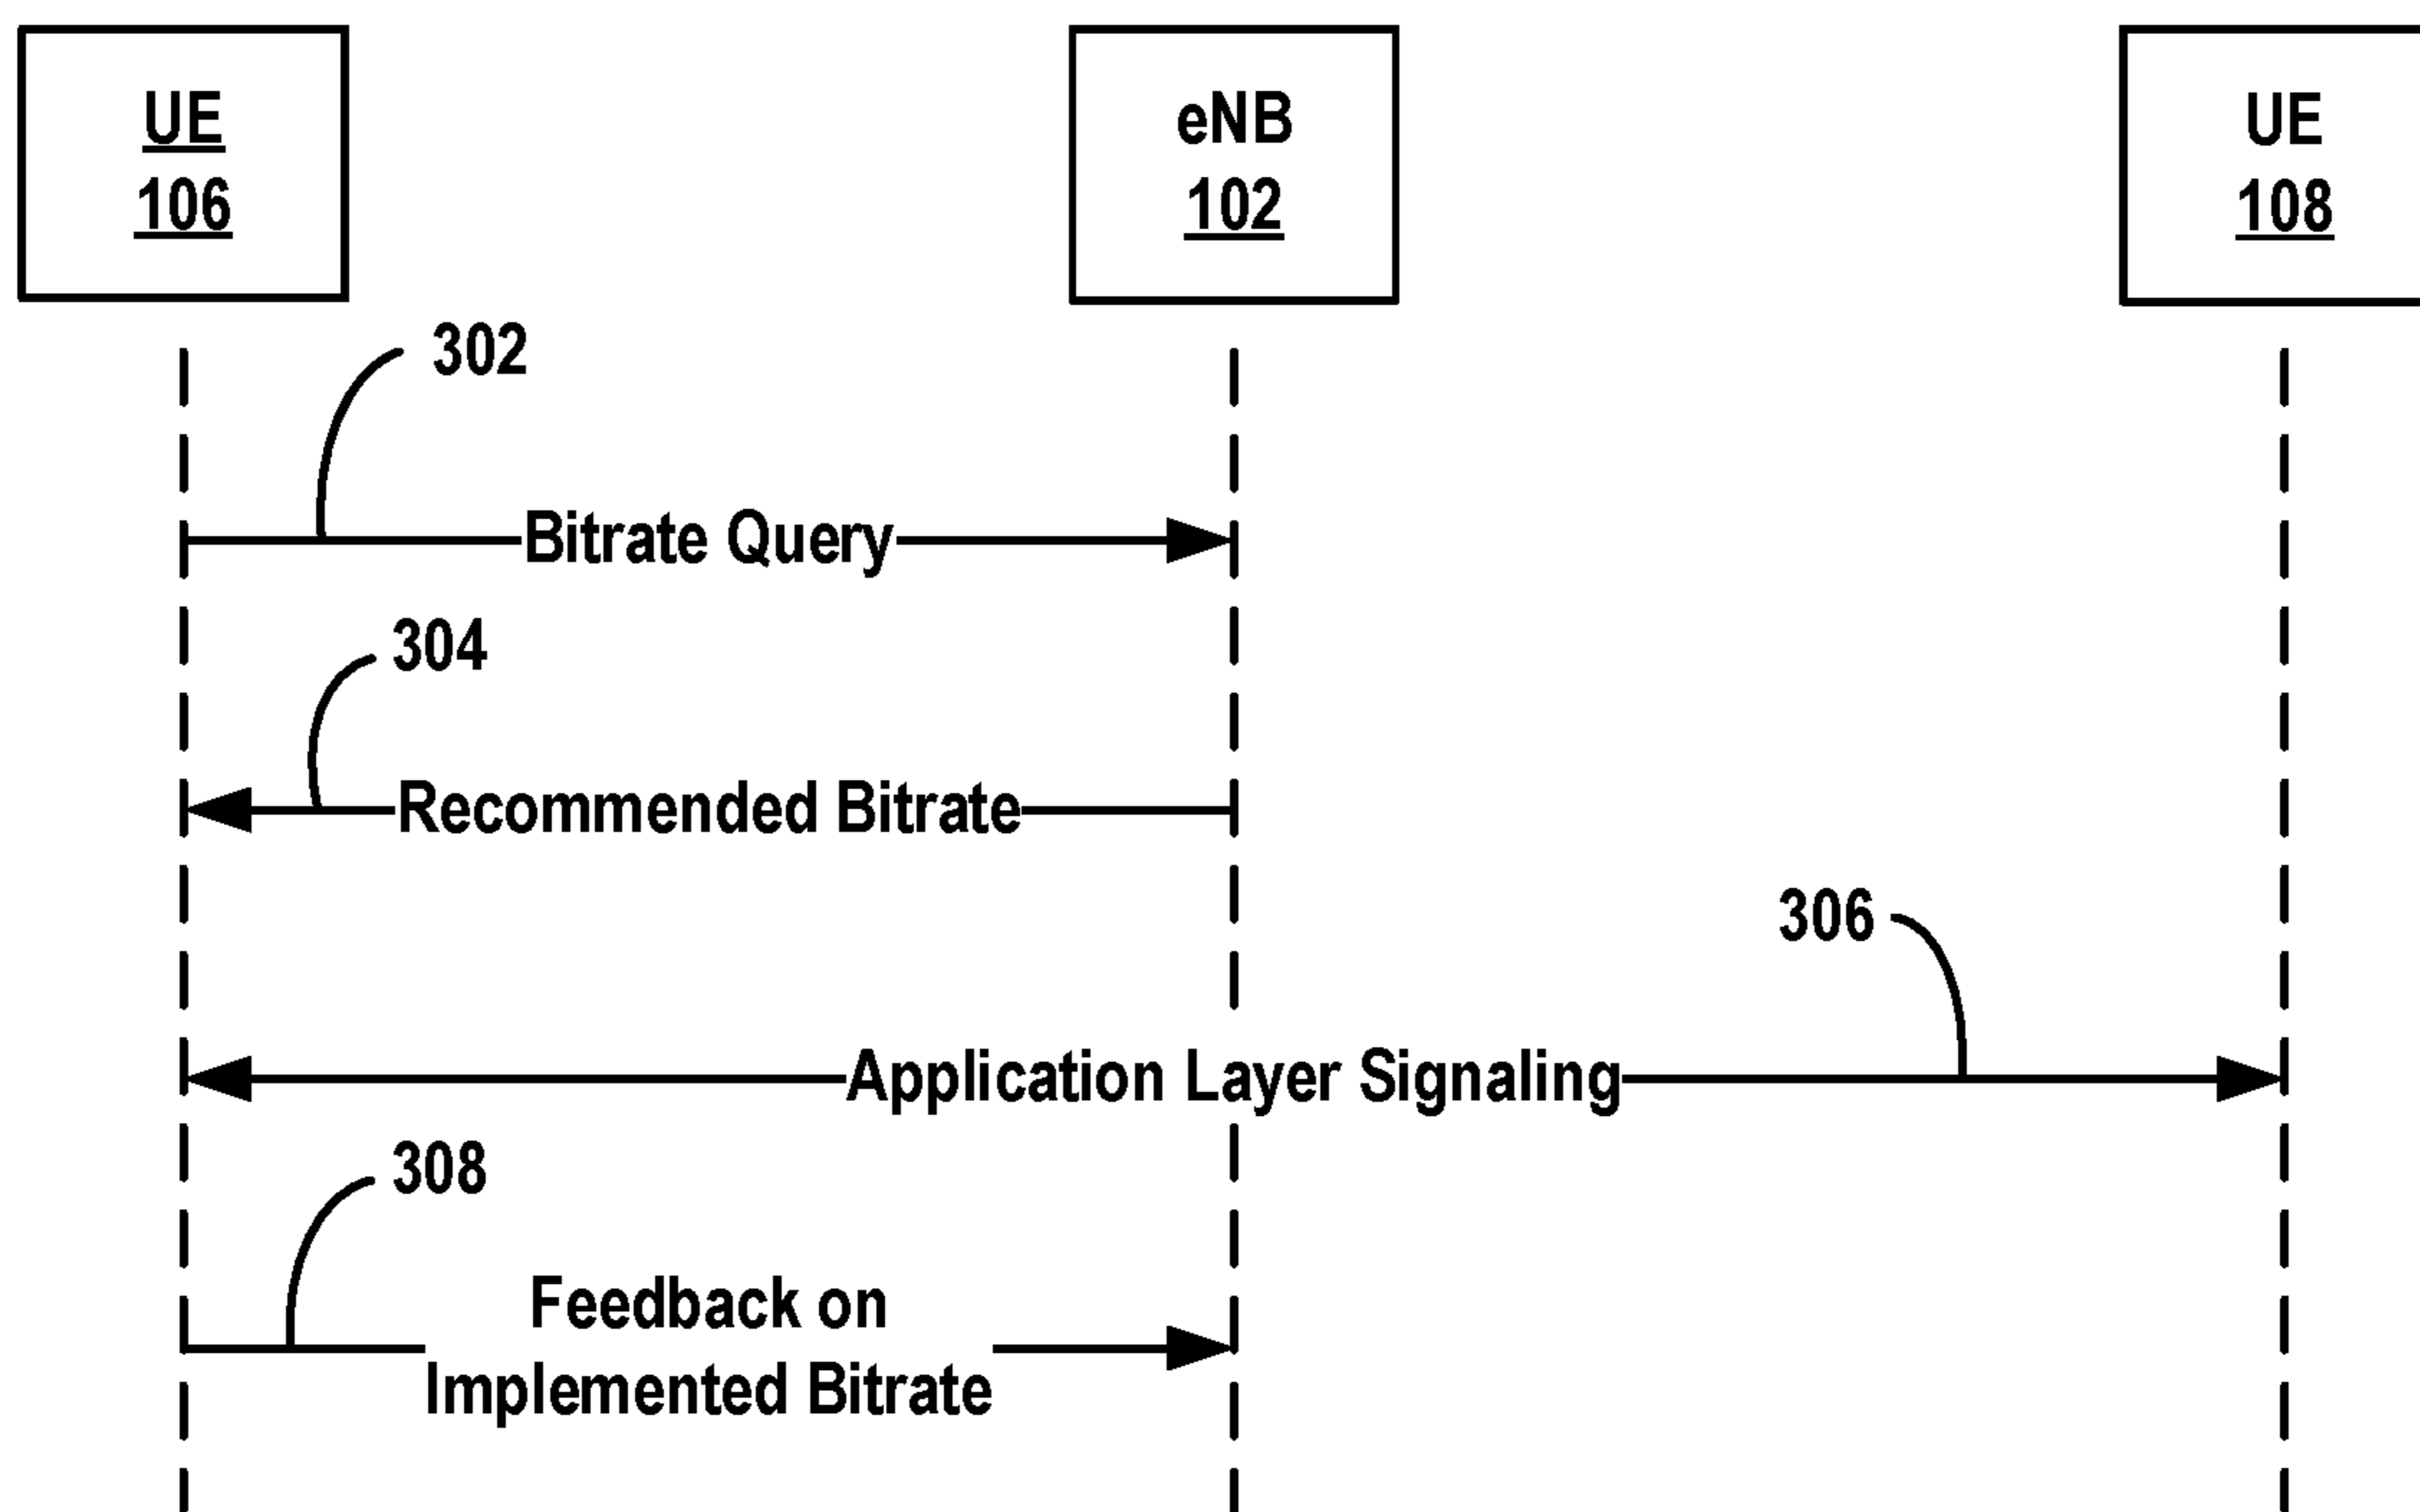 UE
106
eNB
102
UE
108
302
Bitrate Query
304
Recommended Bitrate
306
Application Layer Signaling
308
Feedback on
Implemented Bitrate